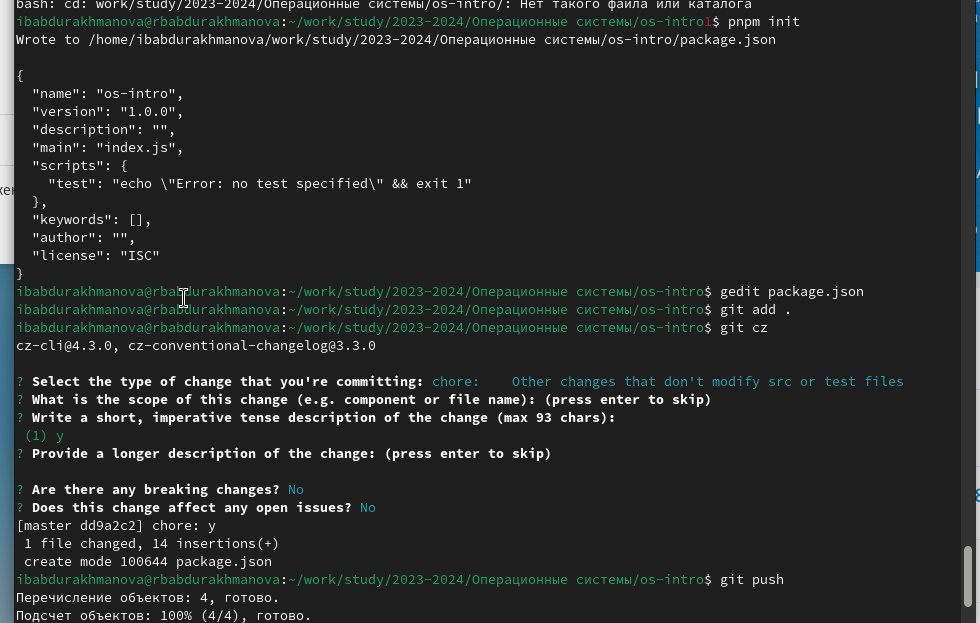 bash: cd: work/study/2023-2024/Операционные системы/os-intro/: Нет такого файла или каталога
ibabdurakhmanova@rbabdurakhmanova:~/work/study/2023-2024/Операционные системы/os-intro1$ pnpm init
Wrote to /home/ibabdurakhmanova/work/study/2023-2024/Операционные системы/os-intro/package.json
{
  "name": "os-intro",
  "version": "1.0.0",
  "description": "",
  "main": "index.js",
  "scripts": {
    "test": "echo \"Error: no test specified\" && exit 1"
  },
  "keywords": [],
  "author": "",
  "license": "ISC"
}
ibabdurakhmanova@rbabdurakhmanova:~/work/study/2023-2024/Операционные системы/os-intro$ gedit package.json
ibabdurakhmanova@rbabdurakhmanova:~/work/study/2023-2024/Операционные системы/os-intro$ git add .
ibabdurakhmanova@rbabdurakhmanova:~/work/study/2023-2024/Операционные системы/os-intro$ git cz
cz-cli@4.3.0, cz-conventional-changelog@3.3.0
? Select the type of change that you're committing: chore:    Other changes that don't modify src or test files
? What is the scope of this change (e.g. component or file name): (press enter to skip)
? Write a short, imperative tense description of the change (max 93 chars):
 (1) y
? Provide a longer description of the change: (press enter to skip)
? Are there any breaking changes? No
? Does this change affect any open issues? No
[master dd9a2c2] chore: y
 1 file changed, 14 insertions(+)
 create mode 100644 package.json
ibabdurakhmanova@rbabdurakhmanova:~/work/study/2023-2024/Операционные системы/os-intro$ git push
Перечисление объектов: 4, готово.
Подсчет объектов: 100% (4/4), готово.